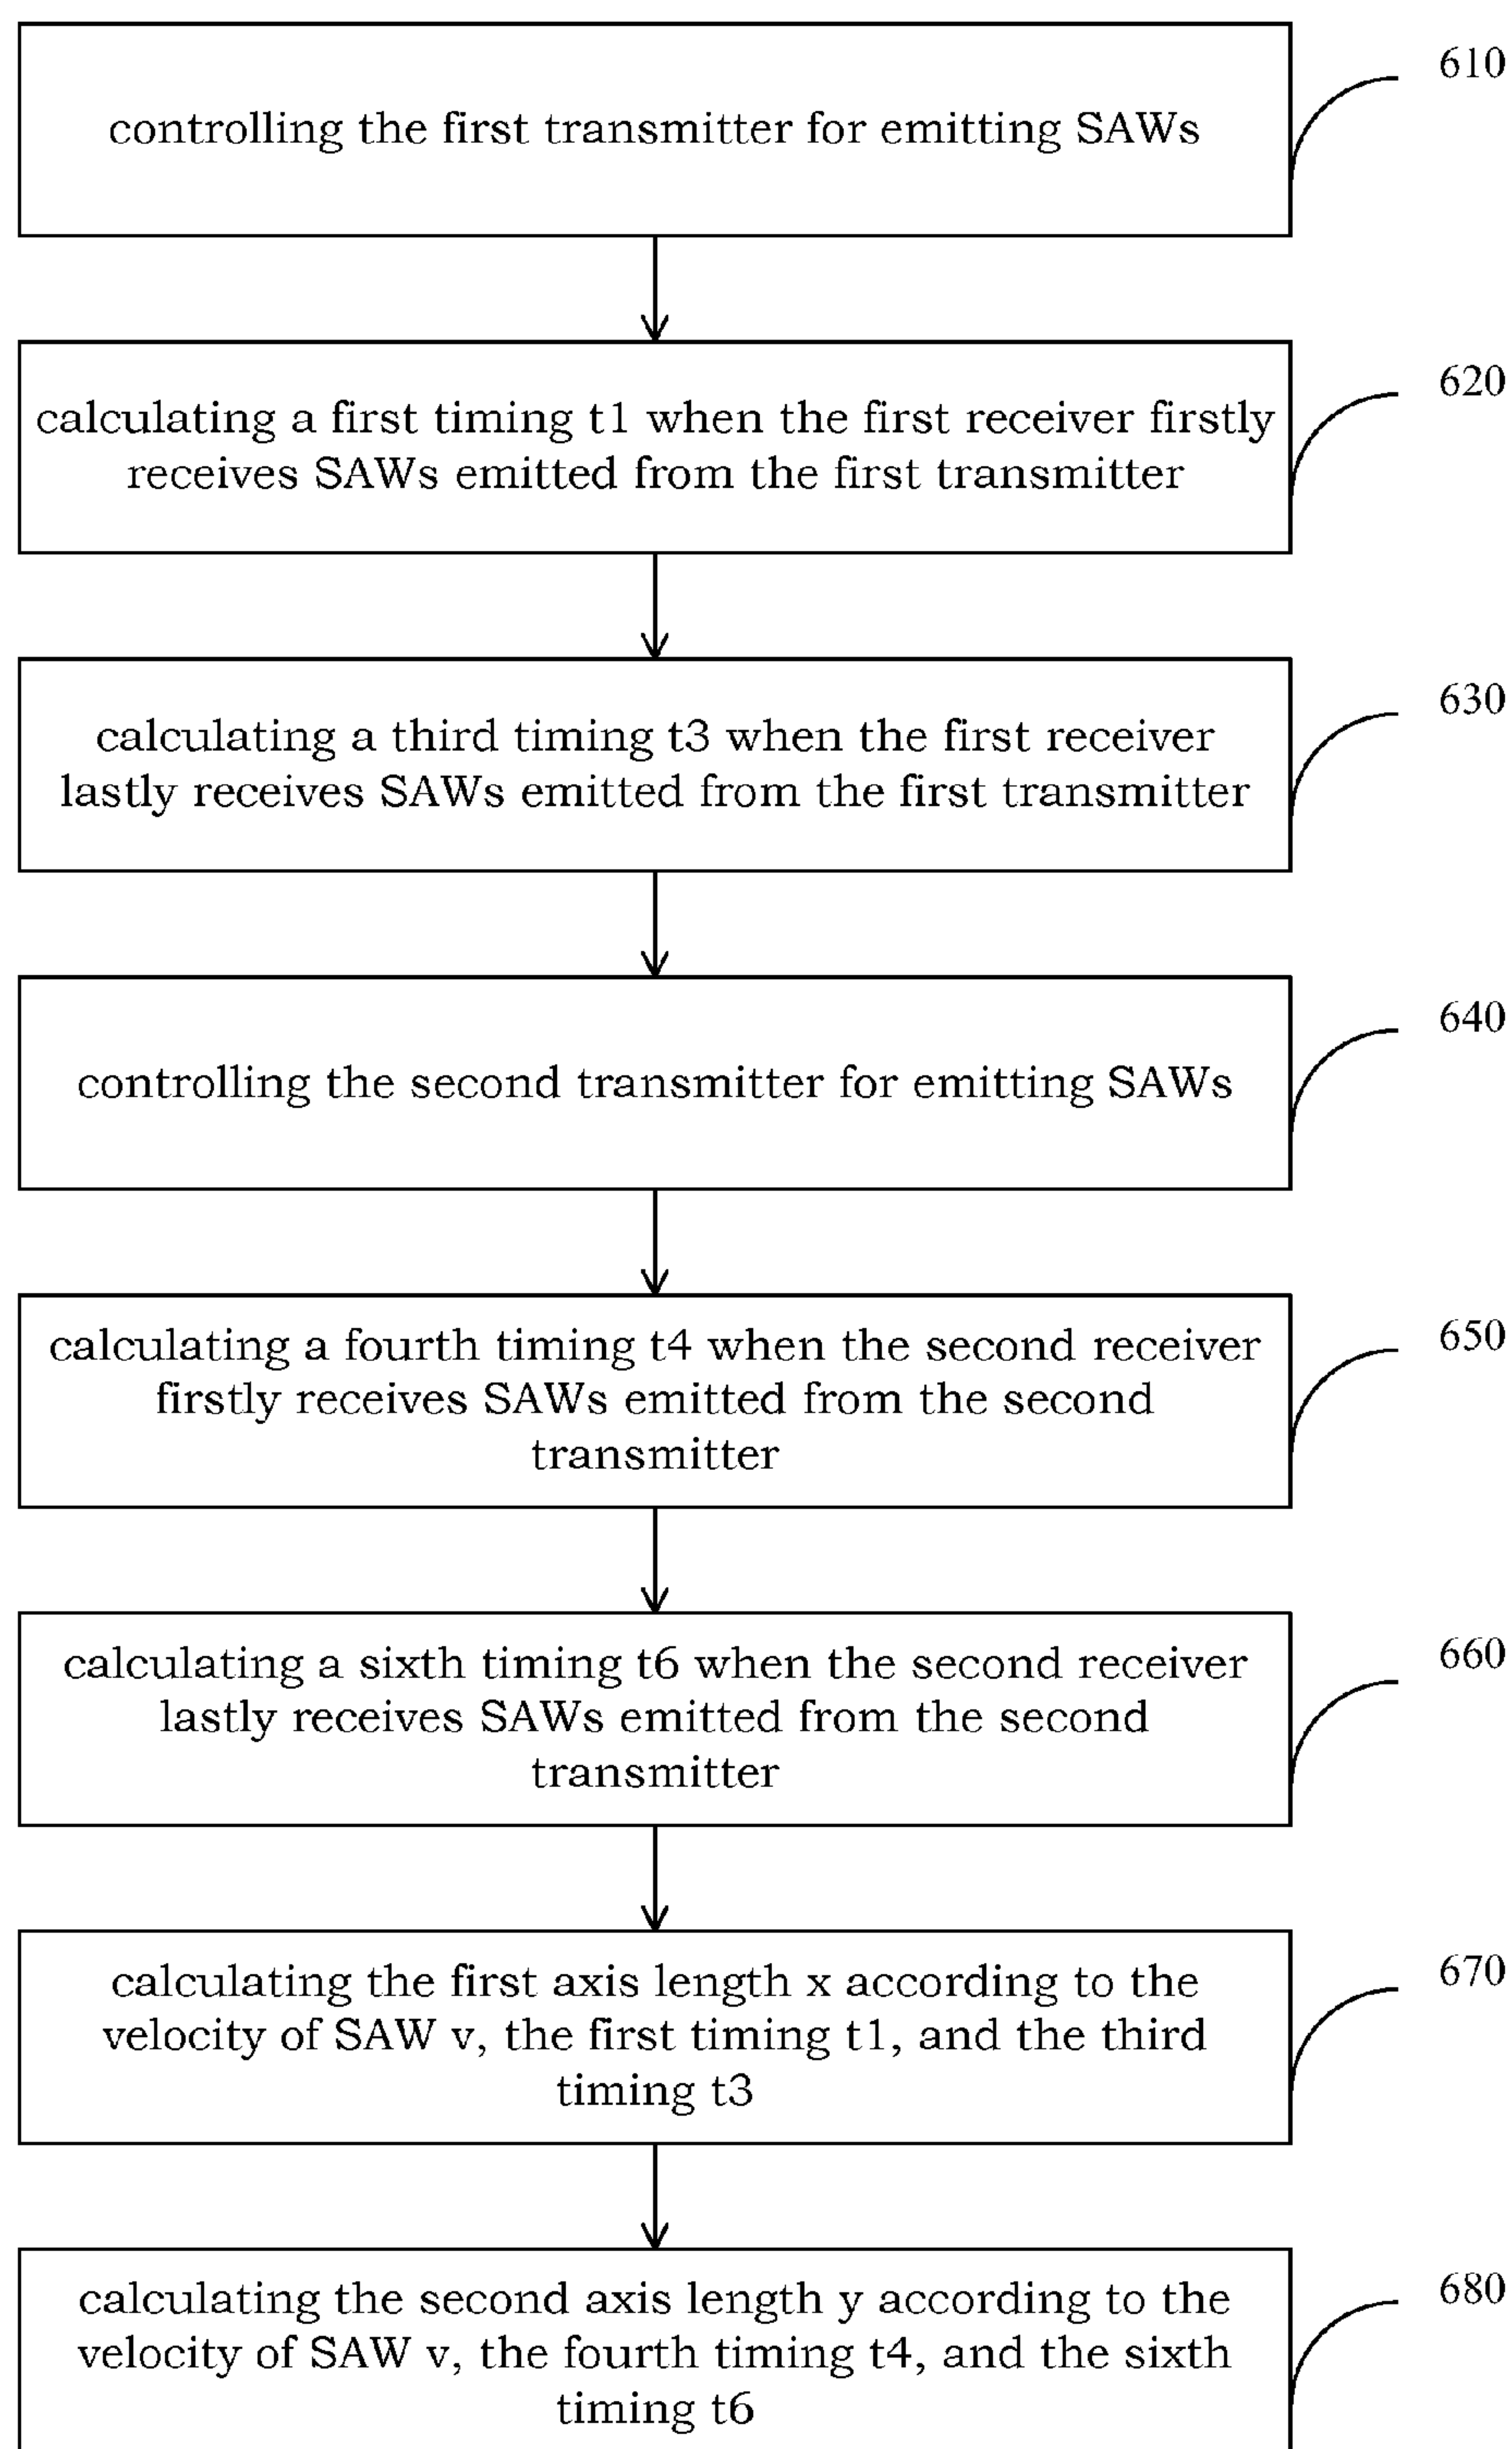 610
controlling the first transmitter for emitting SAWs
620
calculating a first timing t1 when the first receiver firstly
receives SAWs emitted from the first transmitter
630
calculating a third timing t3 when the first receiver
lastly receives SAWs emitted from the first transmitter
640
controlling the second transmitter for emitting SAWs
650
calculating a fourth timing t4 when the second receiver
firstly receives SAWs emitted from the second
transmitter
660
calculating a sixth timing t6 when the second receiver
lastly receives SAWs emitted from the second
transmitter
670
calculating the first axis length x according to the
velocity of SAW v, the first timing t1, and the third
timing t3
680
calculating the second axis length y according to the
velocity of SAW v, the fourth timing t4, and the sixth
timing t6